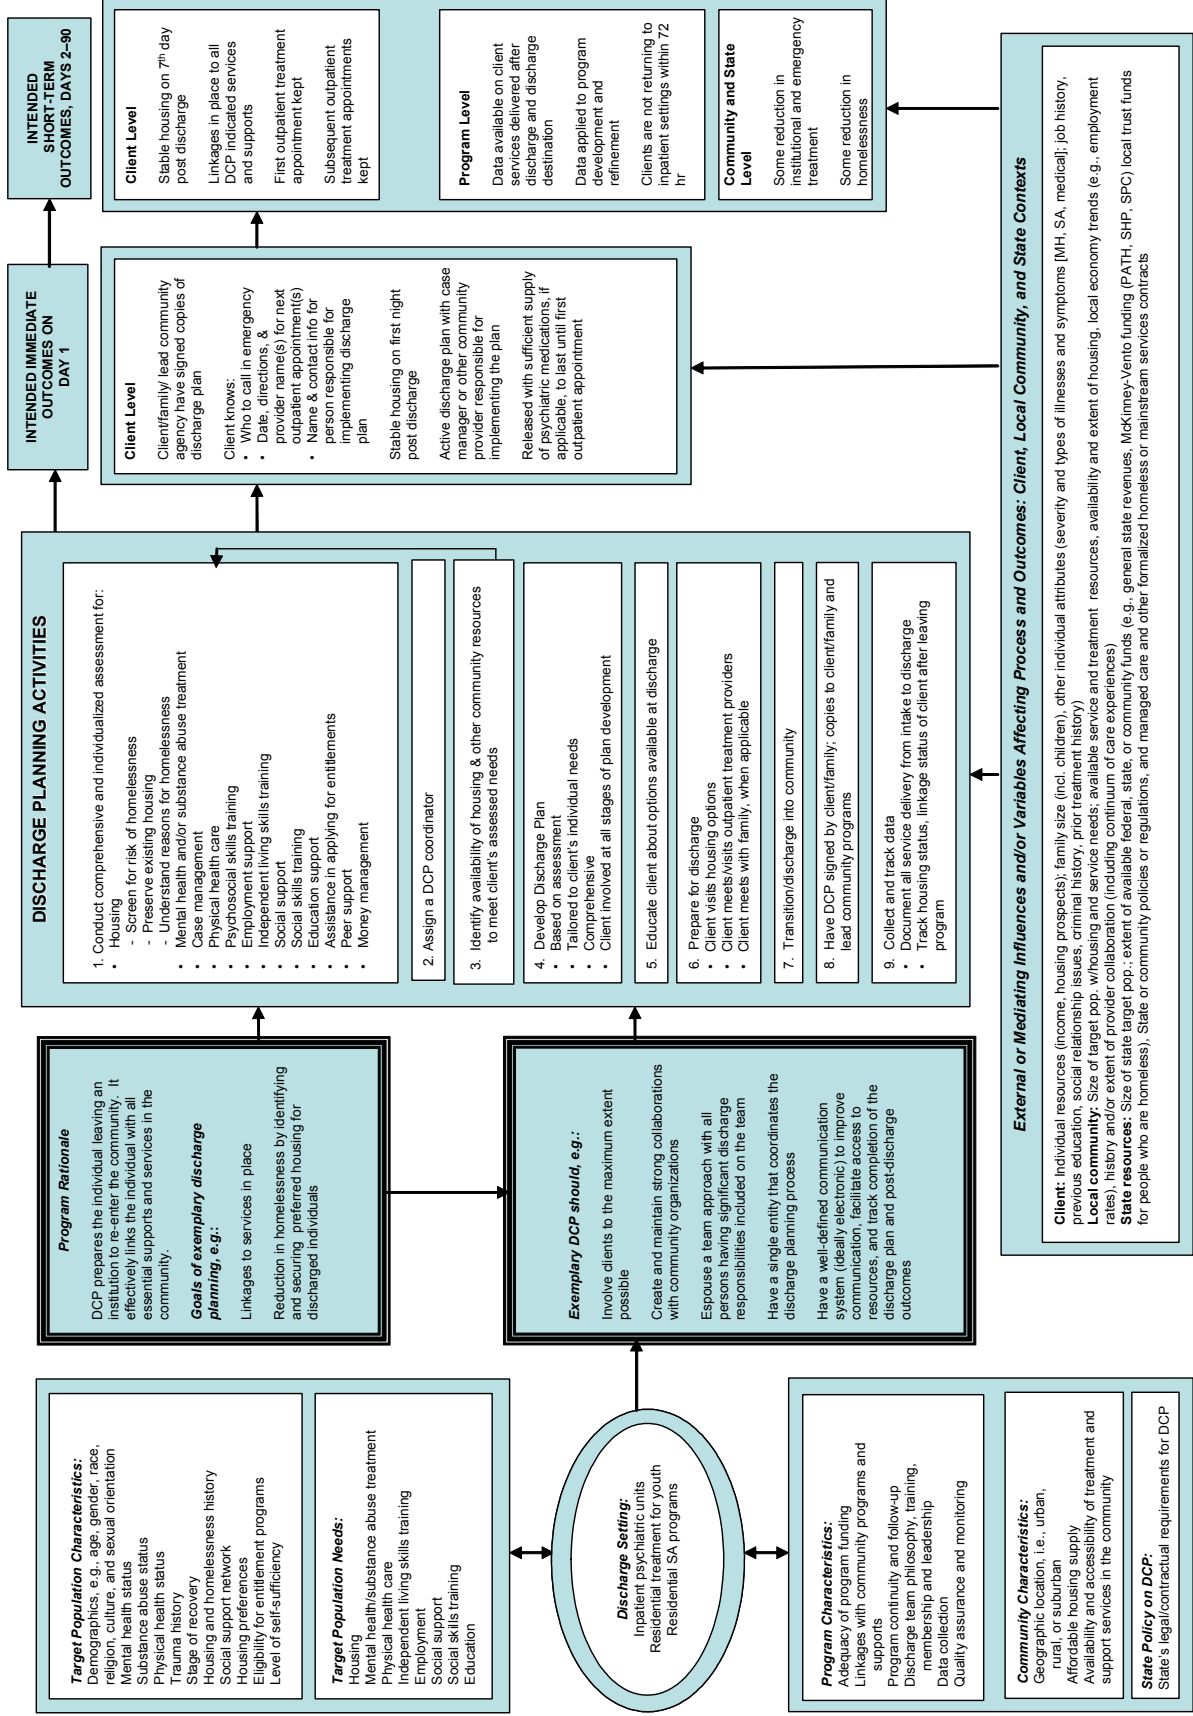 Target Population Characteristics:
Demographics, e.g., age, gender, race,
religion, culture, and sexual orientation
Mental health status
Substance abuse status
Physical health status
Trauma history
Stage of recovery
Housing and homelessness history
Social support network
Housing preferences
Eligibility for entitlement programs
Level of self-sufficiency
Target Population Needs:
Housing
Mental health/substance abuse treatment
Physical health care
Independent living skills training
Employment
Social support
Social skills training
Education
Discharge Setting:
Inpatient psychiatric units
Residential treatment for youth
Residential SA programs
Program Characteristics:
Adequacy of program funding
Linkages with community programs and
supports
Program continuity and follow-up
Discharge team philosophy, training,
membership and leadership
Data collection
Quality assurance and monitoring
Community Characteristics:
Geographic location, i.e., urban,
rural, or suburban
Affordable housing supply
Availability and accessibility of treatment and
support services in the community
State Policy on DCP:
State's legal/contractual requirements for DCP
Program Rationale
DCP prepares the individual leaving an
institution to re-enter the community. It
effectively links the individual with all
essential supports and services in the
community.
Goals of exemplary discharge
planning, e.g.:
Linkages to services in place
Reduction in homelessness by identifying
and securing preferred housing for
discharged individuals
Exemplary DCP should, e.g.:
Involve clients to the maximum extent
possible
Create and maintain strong collaborations
with community organizations
Espouse a team approach with all
persons having significant discharge
responsibilities included on the team
Have a single entity that coordinates the
discharge planning process
Have a well-defined communication
system (ideally electronic) to improve
communication, facilitate access to
resources, and track completion of the
discharge plan and post-discharge
outcomes
DISCHARGE PLANNING ACTIVITIES
1. Conduct comprehensive and individualized assessment for:
• Housing
- Screen for risk of homelessness
- Preserve existing housing
- Understand reasons for homelessness
• Mental health and/or substance abuse treatment
• Case management
• Physical health care
• Psychosocial skills training
• Employment support
• Independent living skills training
• Social support
• Social skills training
• Education support
• Assistance in applying for entitlements
• Peer support
• Money management
2. Assign a DCP coordinator
3. Identify availability of housing & other community resources
to meet client's assessed needs
4. Develop Discharge Plan
• Based on assessment
• Tailored to client's individual needs
• Comprehensive
• Client involved at all stages of plan development
5. Educate client about options available at discharge
6. Prepare for discharge
• Client visits housing options
• Client meets/visits outpatient treatment providers
• Client meets with family, when applicable
7. Transition/discharge into community
8. Have DCP signed by client/family; copies to client/family and
lead community programs
9. Collect and track data
• Document all service delivery from intake to discharge
• Track housing status, linkage status of client after leaving
program
INTENDED IMMEDIATE
OUTCOMES ON
DAY 1
Client Level
Client/family/ lead community
agency have signed copies of
discharge plan
Client knows:
• Who to call in emergency
• Date, directions, &
provider name(s) for next
outpatient appointment(s)
• Name & contact info for
person responsible for
implementing discharge
plan
Stable housing on first night
post discharge
Active discharge plan with case
manager or other community
provider responsible for
implementing the plan
Released with sufficient supply
of psychiatric medications, if
applicable, to last until first
outpatient appointment
INTENDED
SHORT-TERM
OUTCOMES, DAYS 2–90
Client Level
Stable housing on 7th day
post discharge
Linkages in place to all
DCP indicated services
and supports
First outpatient treatment
appointment kept
Subsequent outpatient
treatment appointments
kept
Program Level
Data available on client
services delivered after
discharge and discharge
destination
Data applied to program
development and
refinement
Clients are not returning to
inpatient settings within 72
hr
Community and State
Level
Some reduction in
institutional and emergency
treatment
Some reduction in
homelessness
External or Mediating Influences and/or Variables Affecting Process and Outcomes: Client, Local Community, and State Contexts
Client: Individual resources (income, housing prospects); family size (incl. children), other individual attributes (severity and types of illnesses and symptoms [MH, SA, medical]; job history,
previous education, social relationship issues, criminal history, prior treatment history)
Local community: Size of target pop. w/housing and service needs; available service and treatment resources, availability and extent of housing, local economy trends (e.g., employment
rates), history and/or extent of provider collaboration (including continuum of care experiences)
State resources: Size of state target pop.; extent of available federal, state, or community funds (e.g., general state revenues, McKinney-Vento funding (PATH, SHP, SPC) local trust funds
for people who are homeless), State or community policies or regulations, and managed care and other formalized homeless or mainstream services contracts